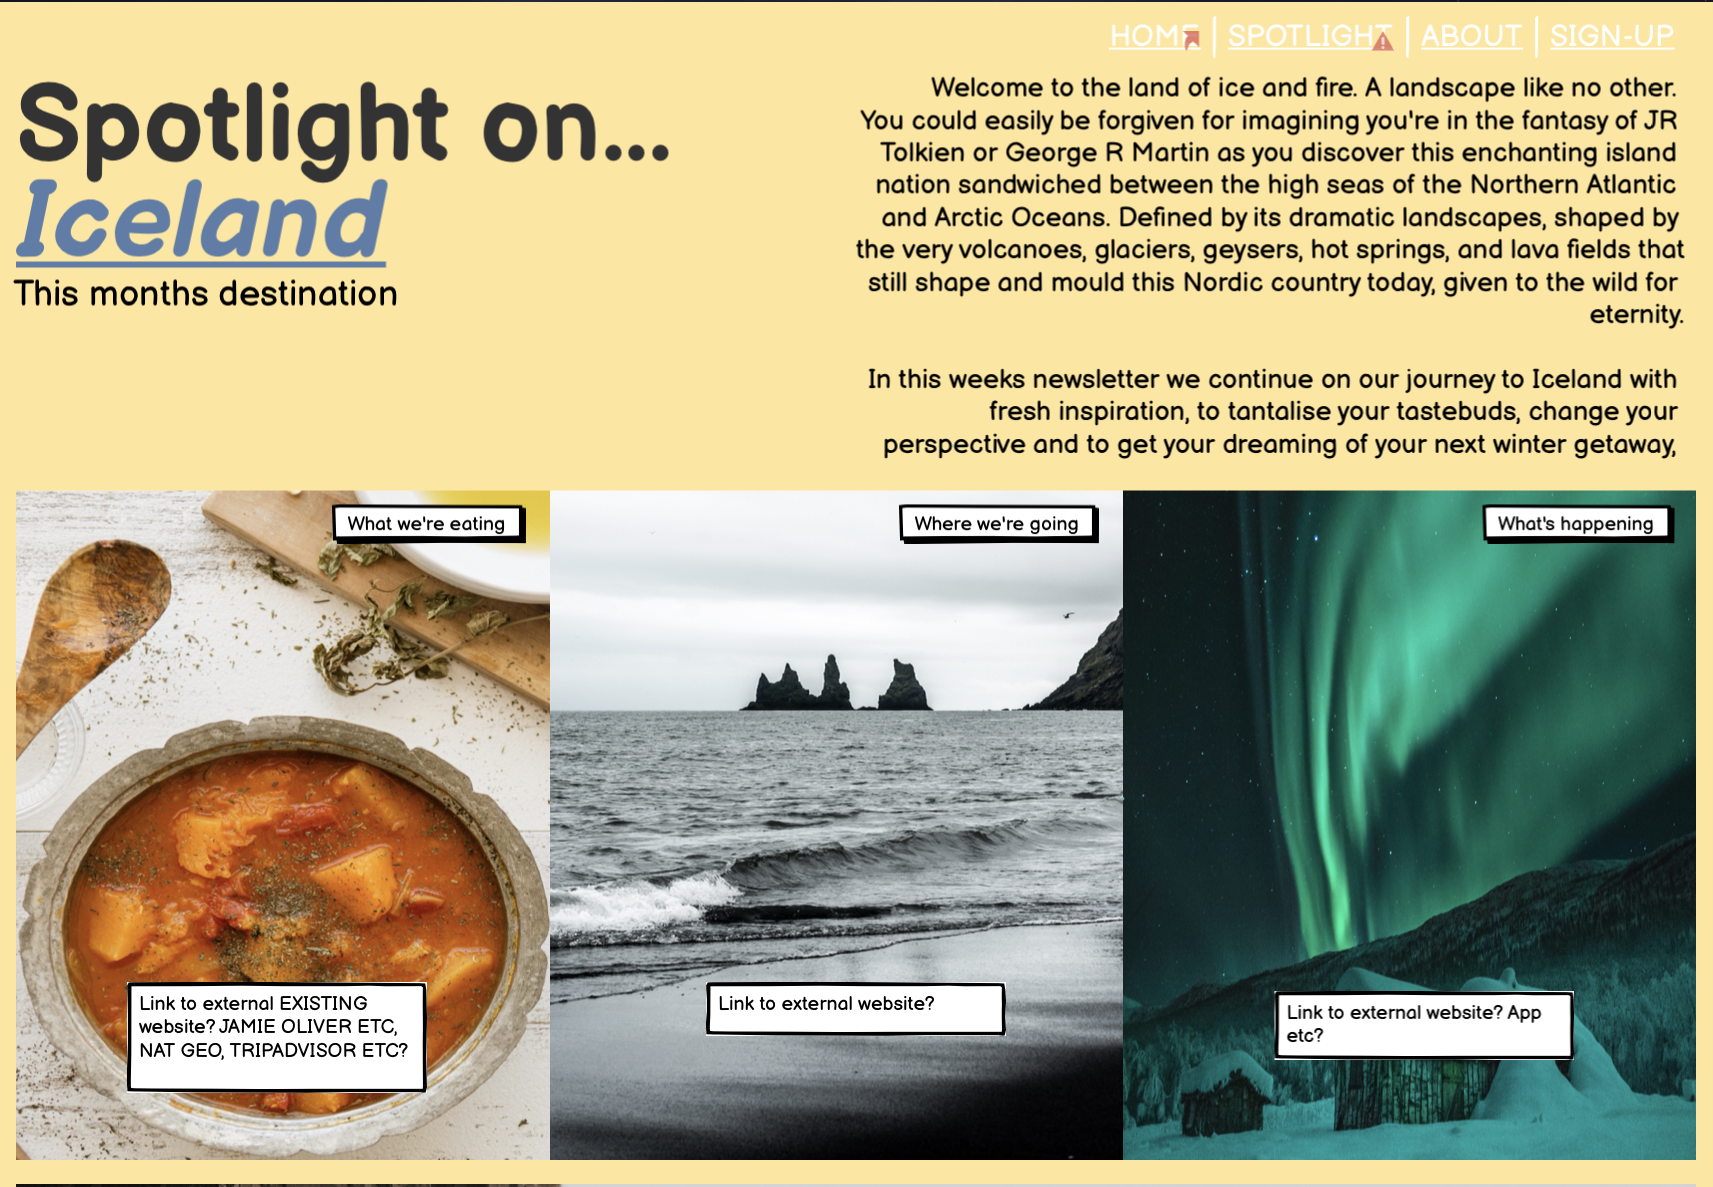 HOME | SPOTLIGHT | ABOUT | SIGN-UP
Spotlight on...
Iceland
This months destination
Welcome to the land of ice and fire. A landscape like no other.
You could easily be forgiven for imagining you're in the fantasy of JR
Tolkien or George R Martin as you discover this enchanting island
nation sandwiched between the high seas of the Northern Atlantic
and Arctic Oceans. Defined by its dramatic landscapes, shaped by
the very volcanoes, glaciers, geysers, hot springs, and lava fields that
still shape and mould this Nordic country today, given to the wild for
eternity.
In this weeks newsletter we continue on our journey to Iceland with
fresh inspiration, to tantalise your tastebuds, change your
perspective and to get your dreaming of your next winter getaway,
What we're eating
Link to external EXISTING
website? JAMIE OLIVER ETC,
NAT GEO, TRIPADVISOR ETC?
Where we're going
Link to external website?
What's happening
Link to external website? App
etc?